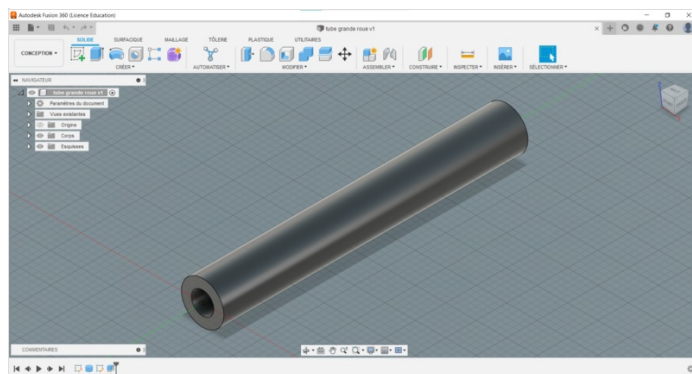 Autodesk Fusion 360 (Licence Education)
tube grande roue v1
SOLIDE SURFACIQUE MAILLAGE TÔLERIE PLASTIQUE UTILITAIRES
CONCEPTION
CRÉER AUTOMATISER MODIFIER ASSEMBLER CONSTRUIRE INSPECTER INSÉRER SÉLECTIONNER
NAVIGATEUR
tube grande roue v1
Paramètres du document
Vues existantes
Origine
Corps
Esquisses
COMMENTAIRES